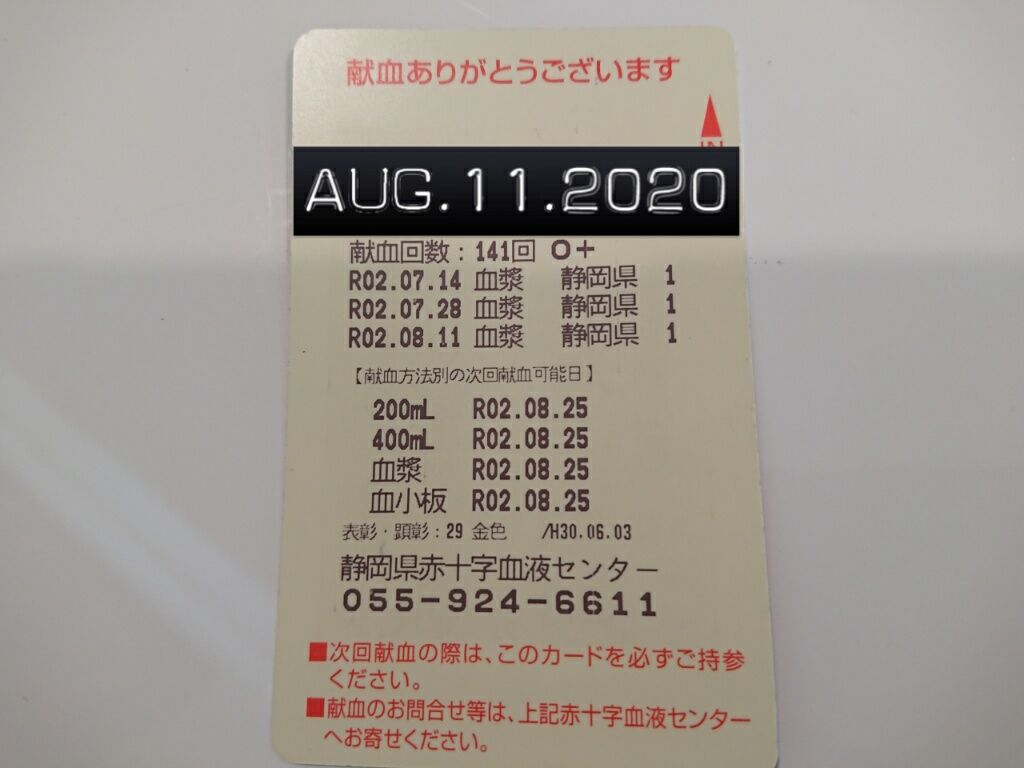 献血ありがとうございます
AUG.11.2020
献血回数：141回 O+
R02.07.14 血漿 静岡県 1
R02.07.28 血漿 静岡県 1
R02.08.11 血漿 静岡県 1
【献血方法別の次回献血可能日】
200mL R02.08.25
400mL R02.08.25
血漿 R02.08.25
血小板 R02.08.25
表彰・顕彰：29 金色 /H30.06.03
静岡県赤十字血液センター
055-924-6611
■次回献血の際は、このカードを必ずご持参
ください。
■献血のお問合せ等は、上記赤十字血液センター
へお寄せください。